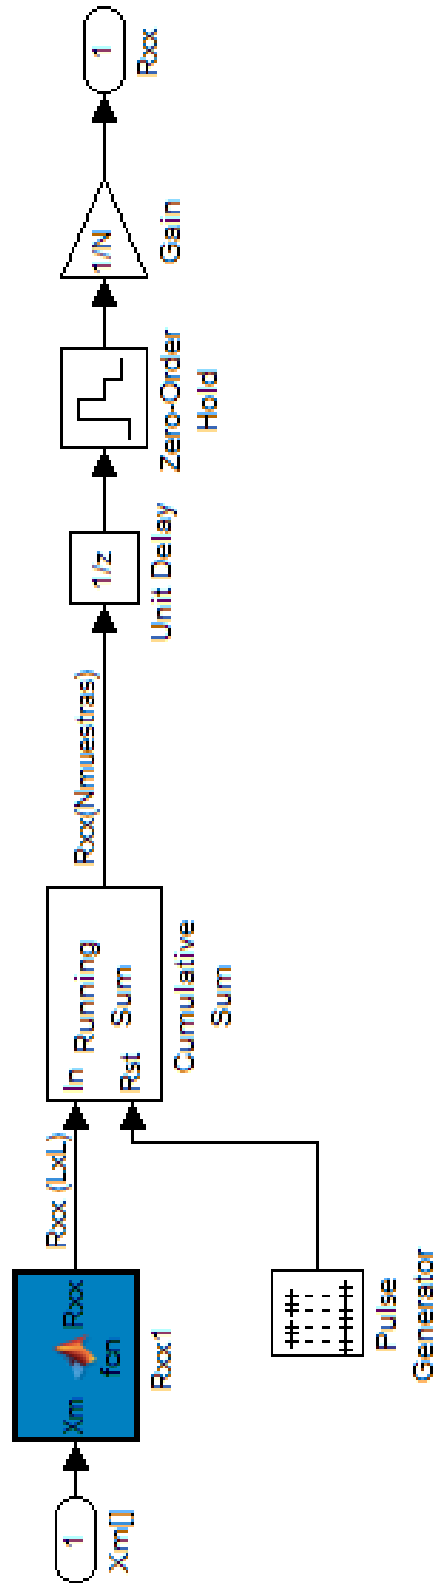 1
Xm[]
Xm
Rxx
fcn
Rxx1
Rxx (LxL)
Pulse
Generator
In
Running
Sum
Rst
Cumulative
Sum
Rxx(Nmuestras)
1/z
Unit Delay
Zero-Order
Hold
1/N
Gain
1
Rxx